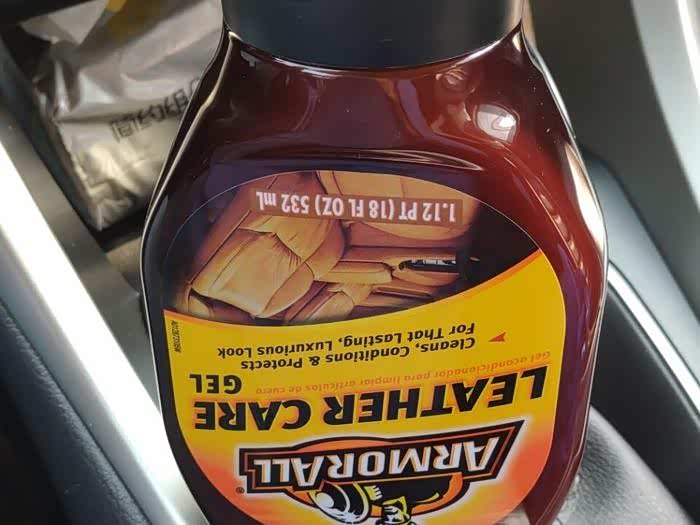 ARMORALL
®
LEATHER CARE
Gel acondicionador para limpiar artículos de cuero
GEL
Cleans, Conditions & Protects
For That Lasting, Luxurious Look
1.12 PT (18 FL OZ) 532 mL